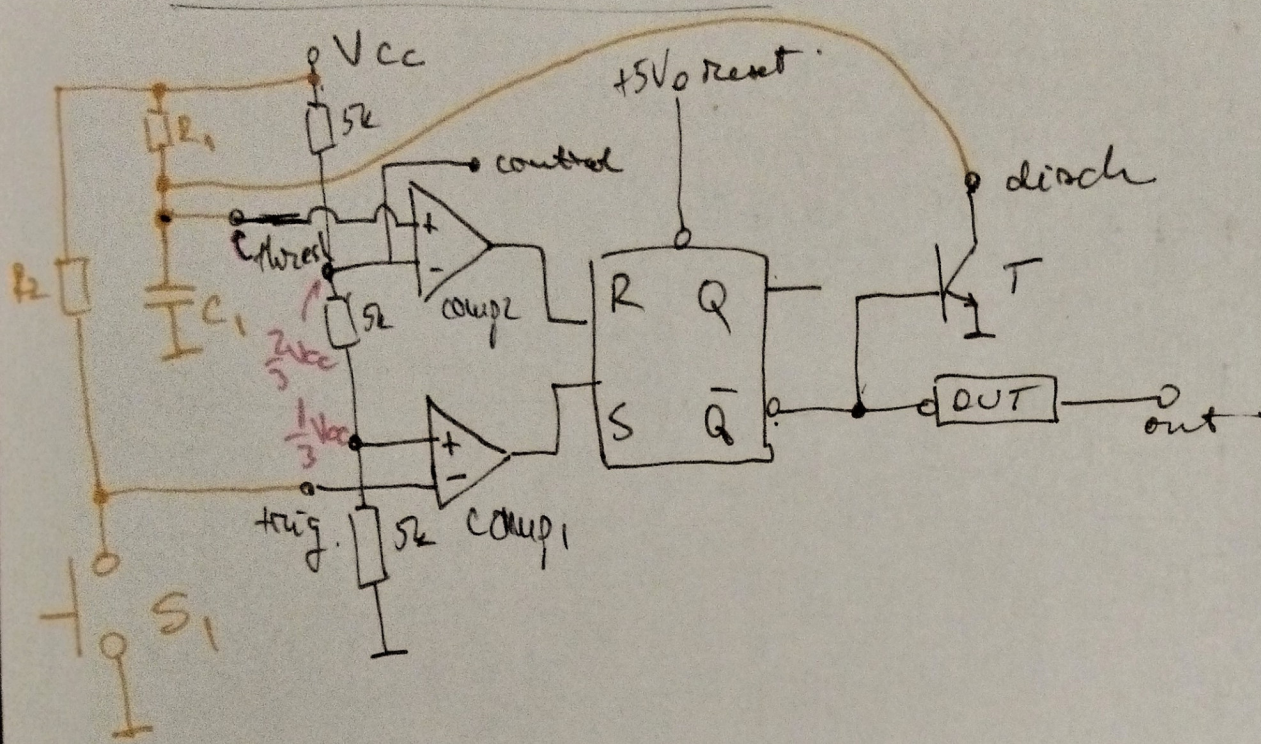 Vcc
+5V reset
5k
R1
control
disch
+
thresh
-
R Q
T
R2
C1
5k
comp2
2/3 Vcc
OUT
out
1/3 Vcc
+
S Q̅
-
trig.
5k
comp1
S1